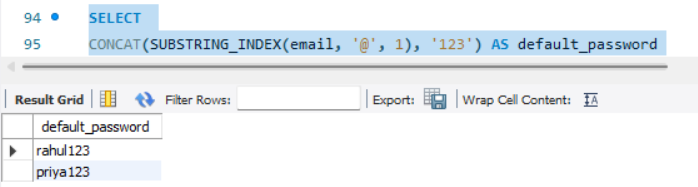 94 SELECT
95 CONCAT(SUBSTRING_INDEX(email, '@', 1), '123') AS default_password
Result Grid Filter Rows: Export: Wrap Cell Content:
default_password
rahul123
priya123